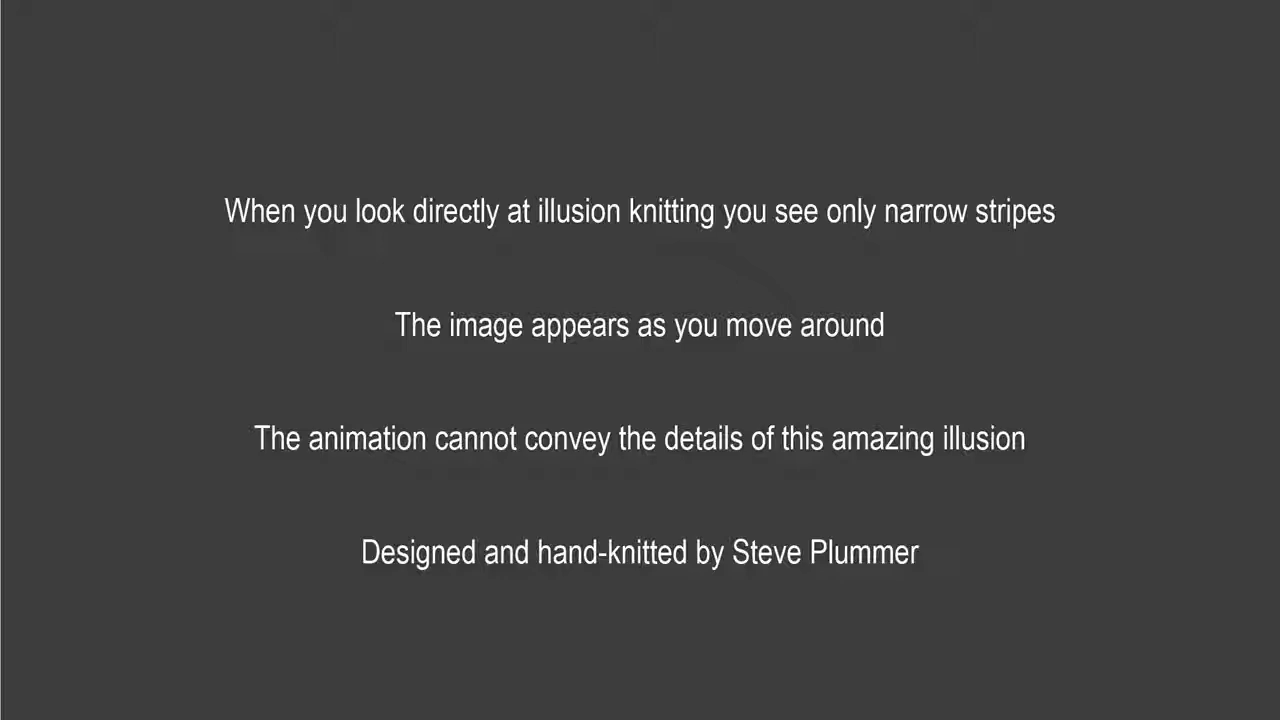 When you look directly at illusion knitting you see only narrow stripes
The image appears as you move around
The animation cannot convey the details of this amazing illusion
Designed and hand-knitted by Steve Plummer